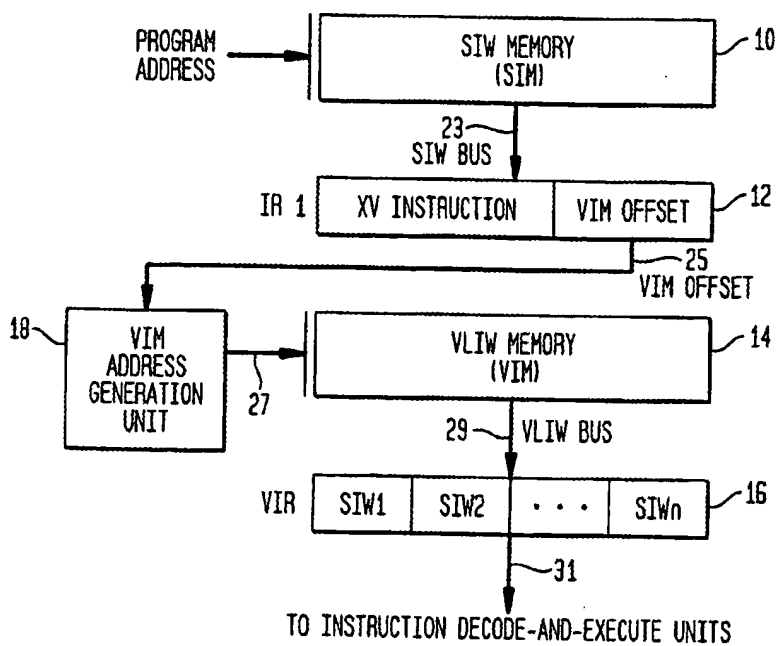 PROGRAM
ADDRESS
SIW MEMORY
(SIM)
10
23
SIW BUS
IR 1
XV INSTRUCTION
VIM OFFSET
12
25
VIM OFFSET
18
VIM
ADDRESS
GENERATION
UNIT
27
VLIW MEMORY
(VIM)
14
29
VLIW BUS
VIR
SIW1
SIW2
. . .
SIWn
16
31
TO INSTRUCTION DECODE-AND-EXECUTE UNITS